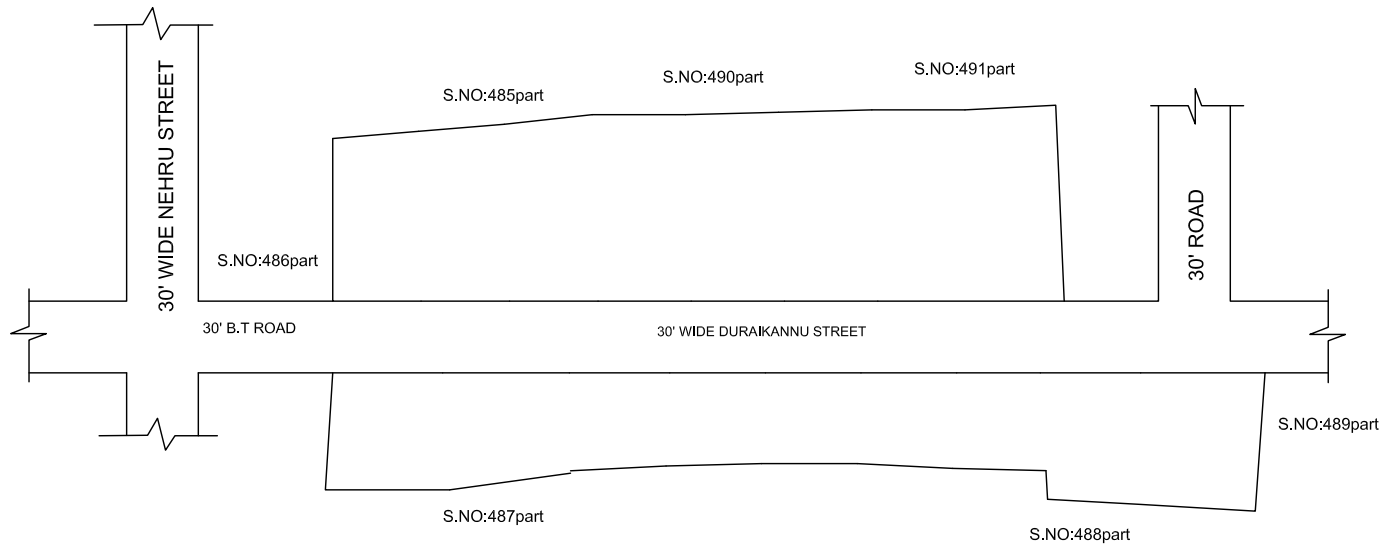 30' WIDE NEHRU STREET
S.NO:485part
S.NO:490part
S.NO:491part
30' ROAD
S.NO:486part
30' B.T ROAD
30' WIDE DURAIKANNU STREET
S.NO:489part
S.NO:487part
S.NO:488part